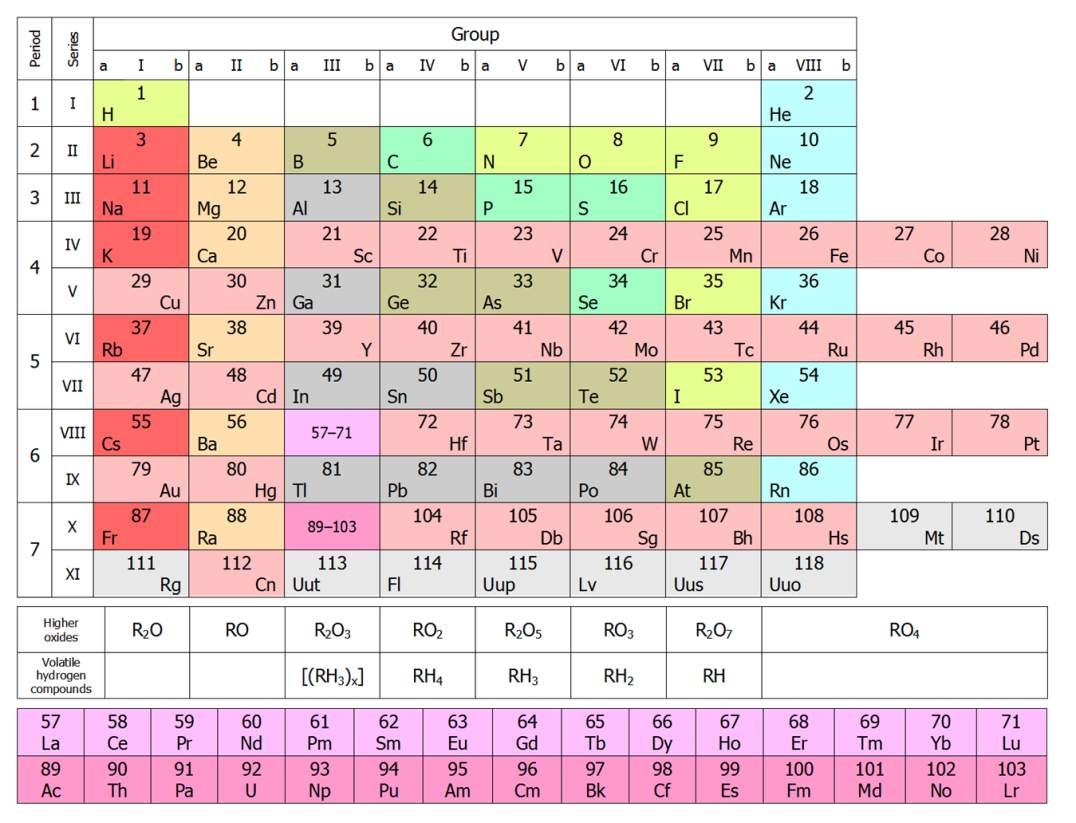 Period Series Group
a I b a II b a III b a IV b a V b a VI b a VII b a VIII b
1 I 1 H 2 He
2 II 3 Li 4 Be 5 B 6 C 7 N 8 O 9 F 10 Ne
3 III 11 Na 12 Mg 13 Al 14 Si 15 P 16 S 17 Cl 18 Ar
4 IV 19 K 20 Ca 21 Sc 22 Ti 23 V 24 Cr 25 Mn 26 Fe 27 Co 28 Ni
V 29 Cu 30 Zn 31 Ga 32 Ge 33 As 34 Se 35 Br 36 Kr
5 VI 37 Rb 38 Sr 39 Y 40 Zr 41 Nb 42 Mo 43 Tc 44 Ru 45 Rh 46 Pd
VII 47 Ag 48 Cd 49 In 50 Sn 51 Sb 52 Te 53 I 54 Xe
6 VIII 55 Cs 56 Ba 57–71 72 Hf 73 Ta 74 W 75 Re 76 Os 77 Ir 78 Pt
IX 79 Au 80 Hg 81 Tl 82 Pb 83 Bi 84 Po 85 At 86 Rn
7 X 87 Fr 88 Ra 89–103 104 Rf 105 Db 106 Sg 107 Bh 108 Hs 109 Mt 110 Ds
XI 111 Rg 112 Cn 113 Uut 114 Fl 115 Uup 116 Lv 117 Uus 118 Uuo
Higher oxides R₂O RO R₂O₃ RO₂ R₂O₅ RO₃ R₂O₇ RO₄
Volatile hydrogen compounds [(RH₃)ₓ] RH₄ RH₃ RH₂ RH
57 58 59 60 61 62 63 64 65 66 67 68 69 70 71
La Ce Pr Nd Pm Sm Eu Gd Tb Dy Ho Er Tm Yb Lu
89 90 91 92 93 94 95 96 97 98 99 100 101 102 103
Ac Th Pa U Np Pu Am Cm Bk Cf Es Fm Md No Lr